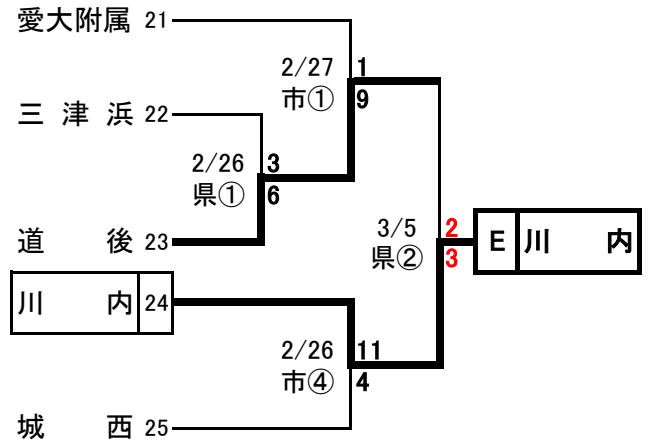 愛大附属 21
2/27 1
市① 9
三津浜 22
2/26 3
県① 6
道後 23
3/5 2
県② 3
E 川内
川内 24
2/26 11
市④ 4
城西 25